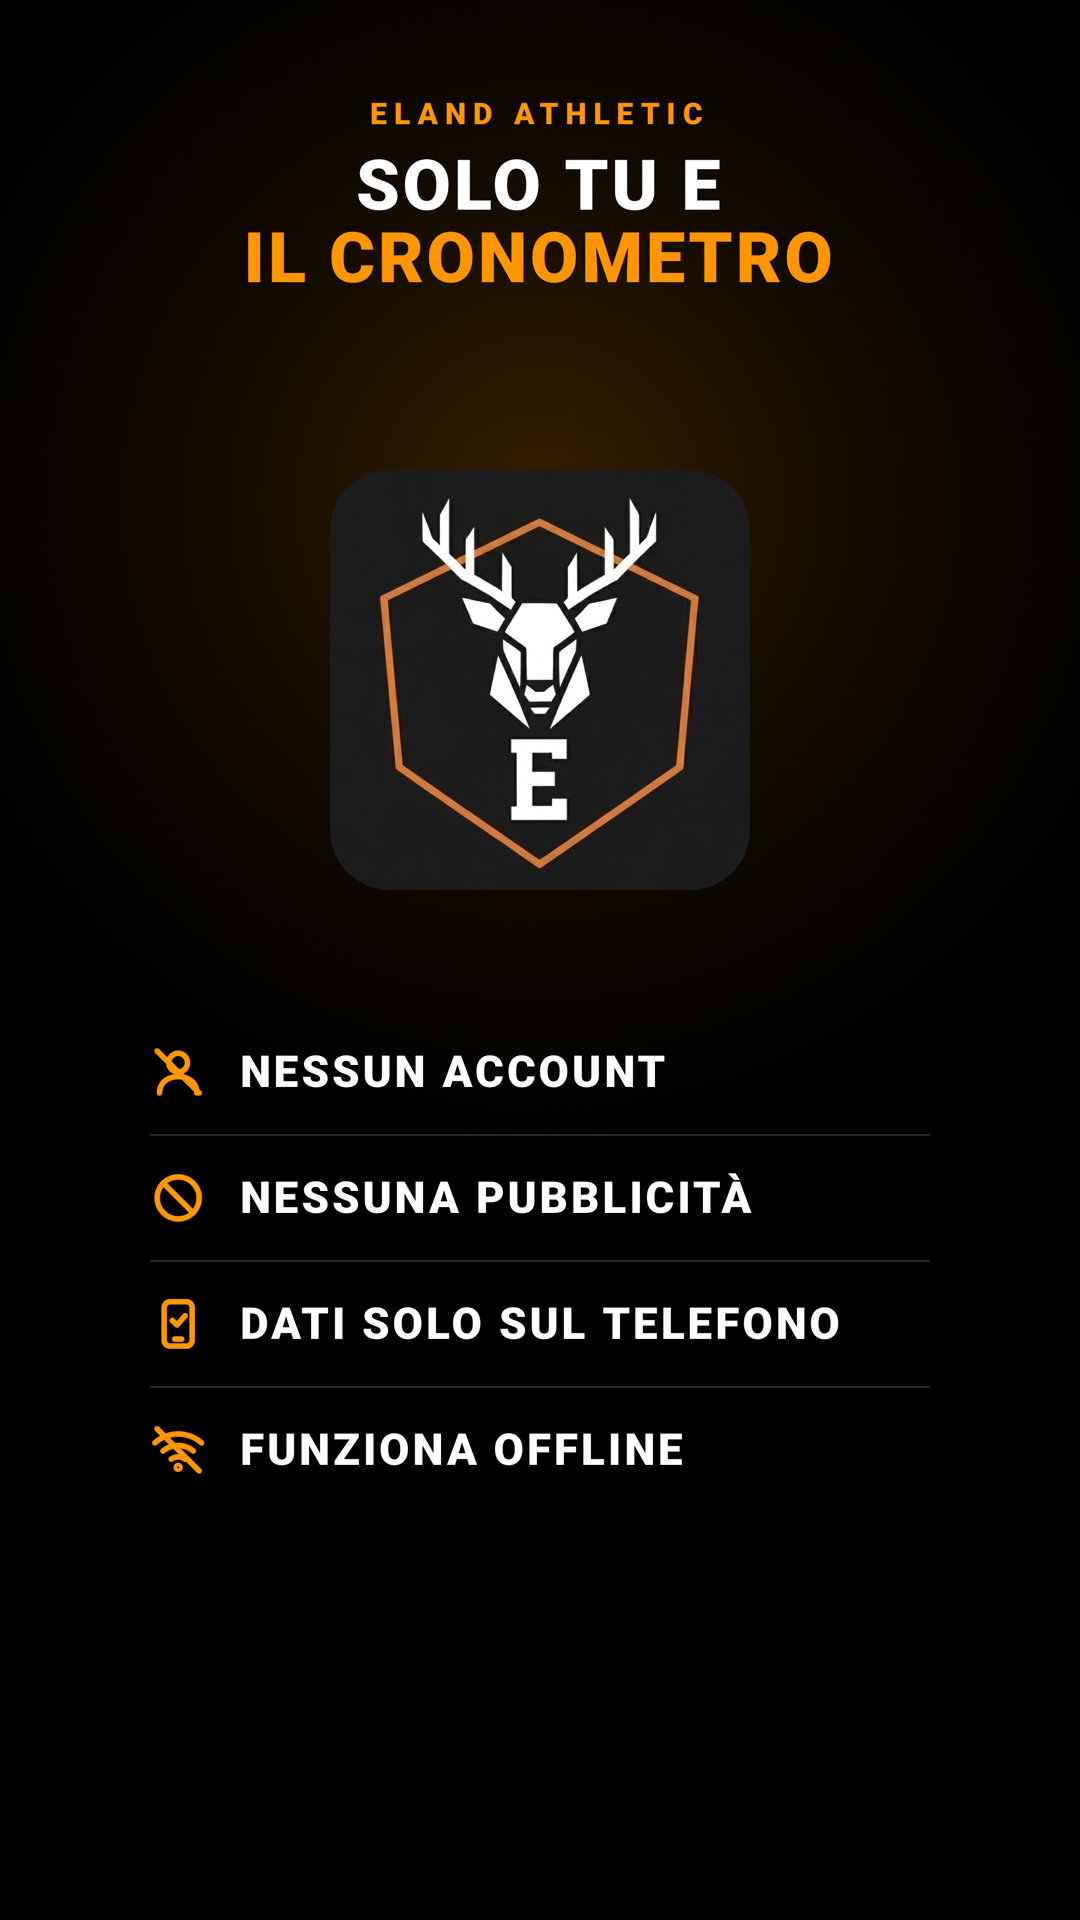 ELAND ATHLETIC
SOLO TU E
IL CRONOMETRO
E
NESSUN ACCOUNT
NESSUNA PUBBLICITÀ
DATI SOLO SUL TELEFONO
FUNZIONA OFFLINE